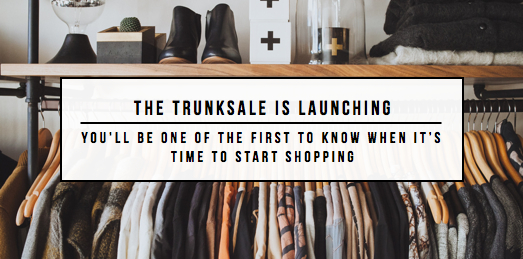 THE TRUNKSALE IS LAUNCHING
YOU'LL BE ONE OF THE FIRST TO KNOW WHEN IT'S
TIME TO START SHOPPING